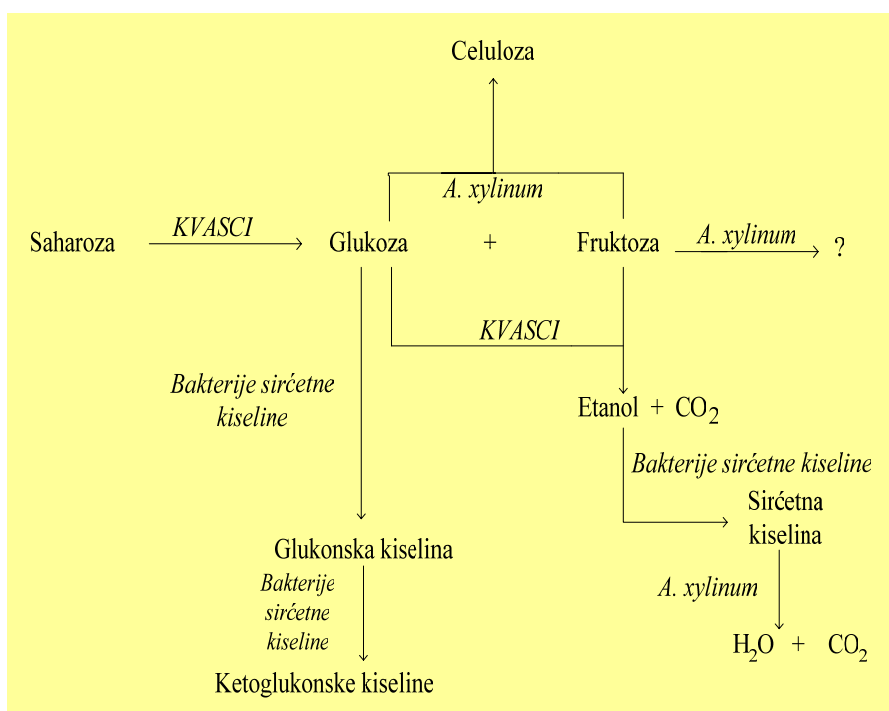 Celuloza
A. xylinum
Saharoza
KVASCI
Glukoza
+
Fruktoza
A. xylinum
?
KVASCI
Bakterije sirćetne
kiseline
Etanol + CO2
Bakterije sirćetne kiseline
Sirćetna
kiselina
Glukonska kiselina
Bakterije
sirćetne
kiseline
A. xylinum
H2O + CO2
Ketoglukonske kiseline